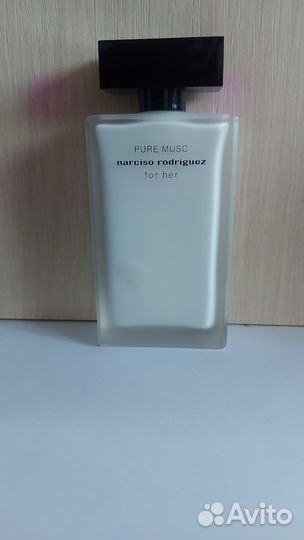 PURE MUSC
narciso rodriguez
for her
Avito